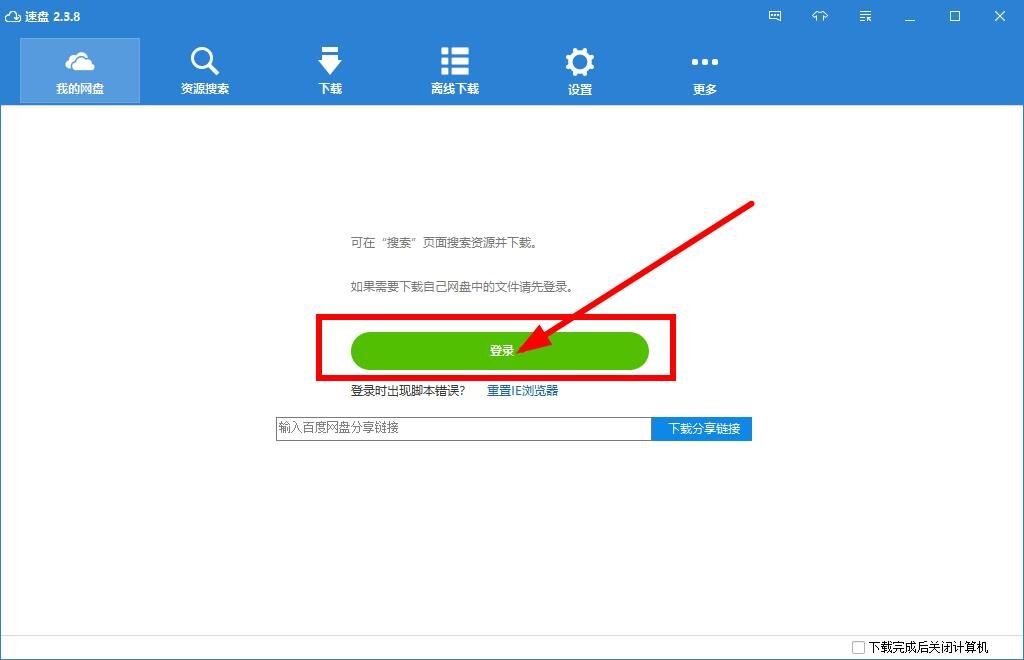 速盘 2.3.8
我的网盘
资源搜索
下载
离线下载
设置
更多
可在“搜索”页面搜索资源并下载。
如果需要下载自己网盘中的文件请先登录。
登录
登录时出现脚本错误？ 重置IE浏览器
输入百度网盘分享链接 下载分享链接
下载完成后关闭计算机